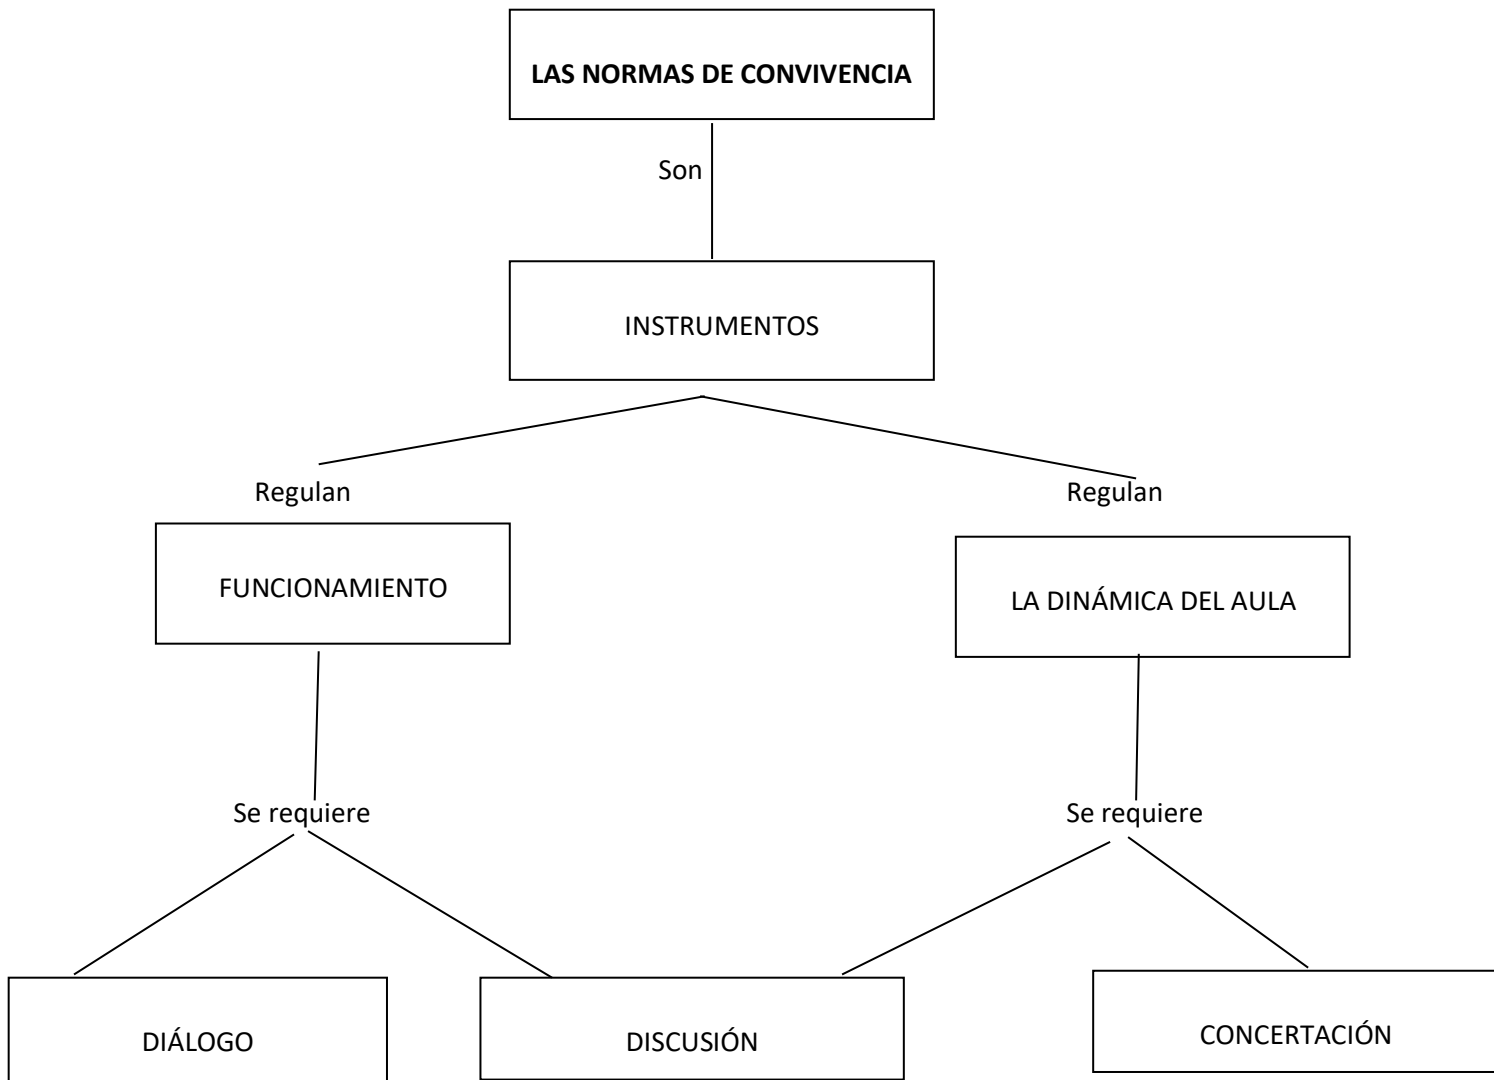 LAS NORMAS DE CONVIVENCIA
Son
INSTRUMENTOS
Regulan
Regulan
FUNCIONAMIENTO
LA DINÁMICA DEL AULA
Se requiere
Se requiere
DIÁLOGO
DISCUSIÓN
CONCERTACIÓN